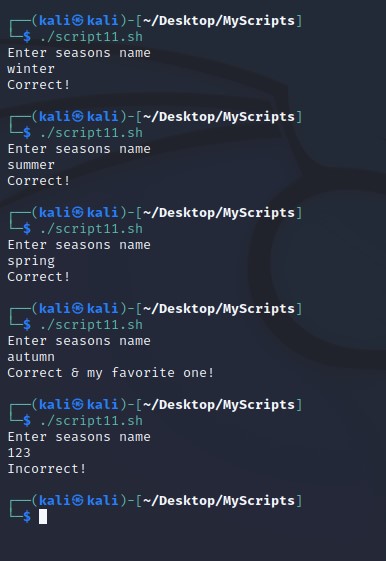 ┌──(kali㉿kali)-[~/Desktop/MyScripts]
└─$ ./script11.sh
Enter seasons name
winter
Correct!
┌──(kali㉿kali)-[~/Desktop/MyScripts]
└─$ ./script11.sh
Enter seasons name
summer
Correct!
┌──(kali㉿kali)-[~/Desktop/MyScripts]
└─$ ./script11.sh
Enter seasons name
spring
Correct!
┌──(kali㉿kali)-[~/Desktop/MyScripts]
└─$ ./script11.sh
Enter seasons name
autumn
Correct & my favorite one!
┌──(kali㉿kali)-[~/Desktop/MyScripts]
└─$ ./script11.sh
Enter seasons name
123
Incorrect!
┌──(kali㉿kali)-[~/Desktop/MyScripts]
└─$